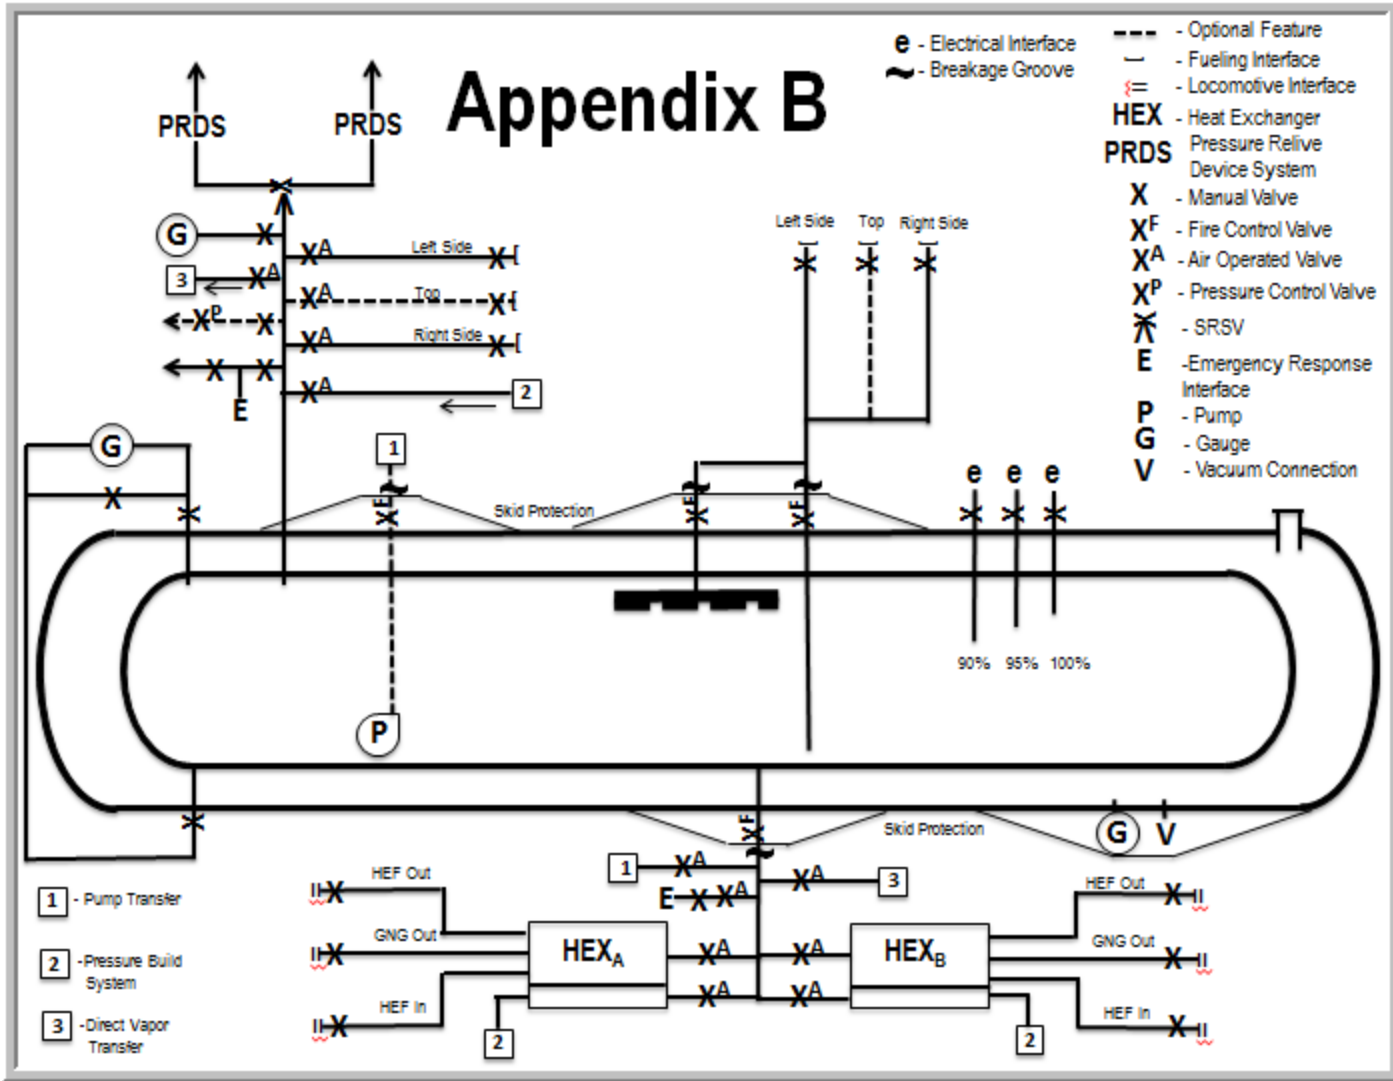 Appendix B
e - Electrical Interface
~ - Breakage Groove
- Optional Feature
- Fueling Interface
- Locomotive Interface
HEX - Heat Exchanger
PRDS Pressure Relive
Device System
X - Manual Valve
XF - Fire Control Valve
XA - Air Operated Valve
XP - Pressure Control Valve
- SRSV
E -Emergency Response
Interface
P - Pump
G - Gauge
V - Vacuum Connection
PRDS PRDS
X
G X
XA Left Side X
3 XA
XA Top X
XP X
XA Right Side X
X X
E
XA 2
Left Side Top Right Side
X X X
G
X
X
1
XF
Skid Protection
XF XF
e e e
X X X
90% 95% 100%
P
X
XF
Skid Protection
G V
1 XA
XA 3
E X XA
HEF Out X
GNG Out X
HEF In X
HEXA
XA XA
XA XA
HEXB
HEF Out X
GNG Out X
HEF In X
2 2
1 - Pump Transfer
2 -Pressure Build
System
3 -Direct Vapor
Transfer